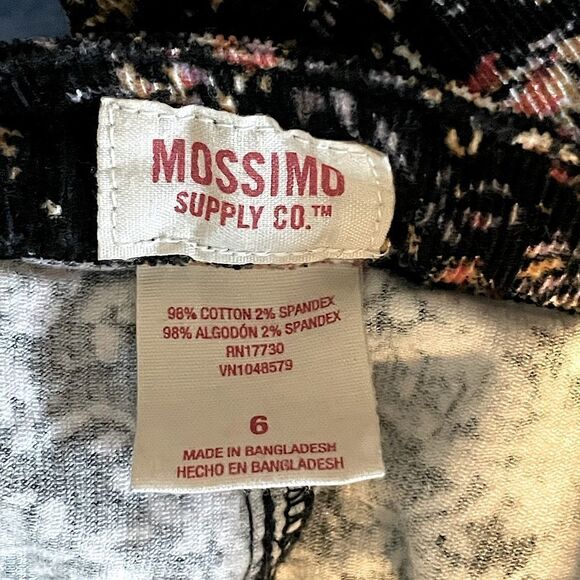 MOSSIMO
SUPPLY CO.™
98% COTTON 2% SPANDEX
98% ALGODÓN 2% SPANDEX
RN17730
VN1048579
6
MADE IN BANGLADESH
HECHO EN BANGLADESH